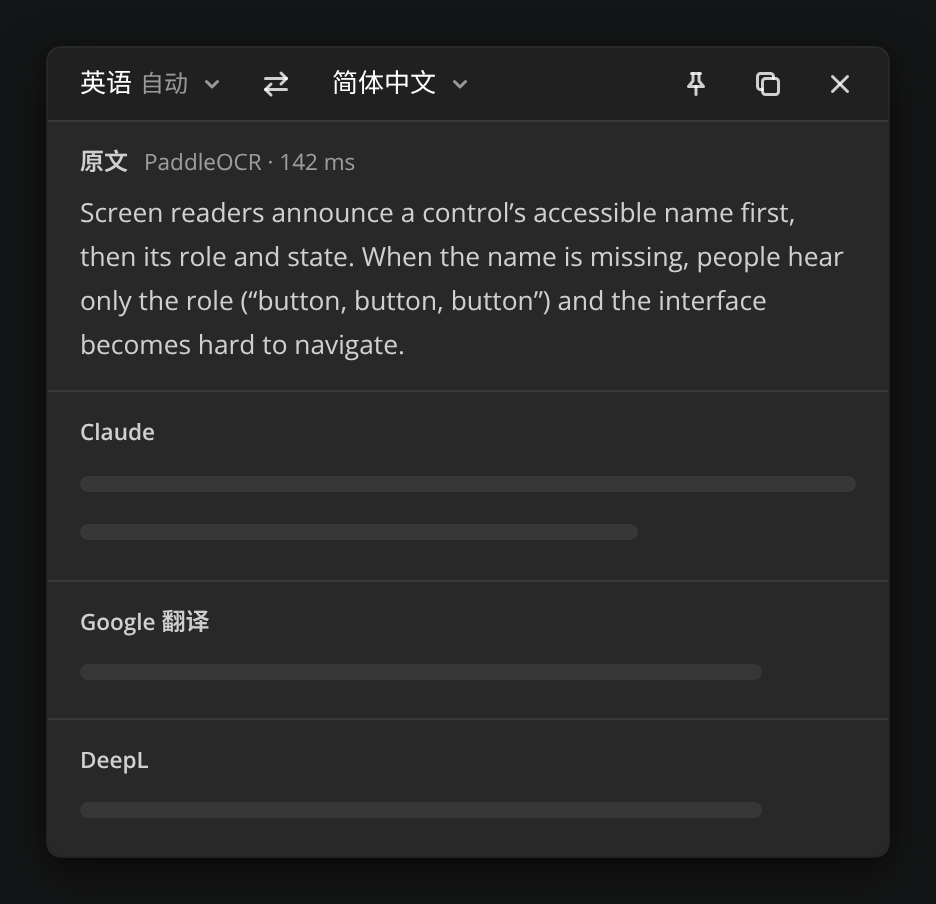 英语 自动 简体中文
原文 PaddleOCR · 142 ms
Screen readers announce a control’s accessible name first,
then its role and state. When the name is missing, people hear
only the role (“button, button, button”) and the interface
becomes hard to navigate.
Claude
Google 翻译
DeepL